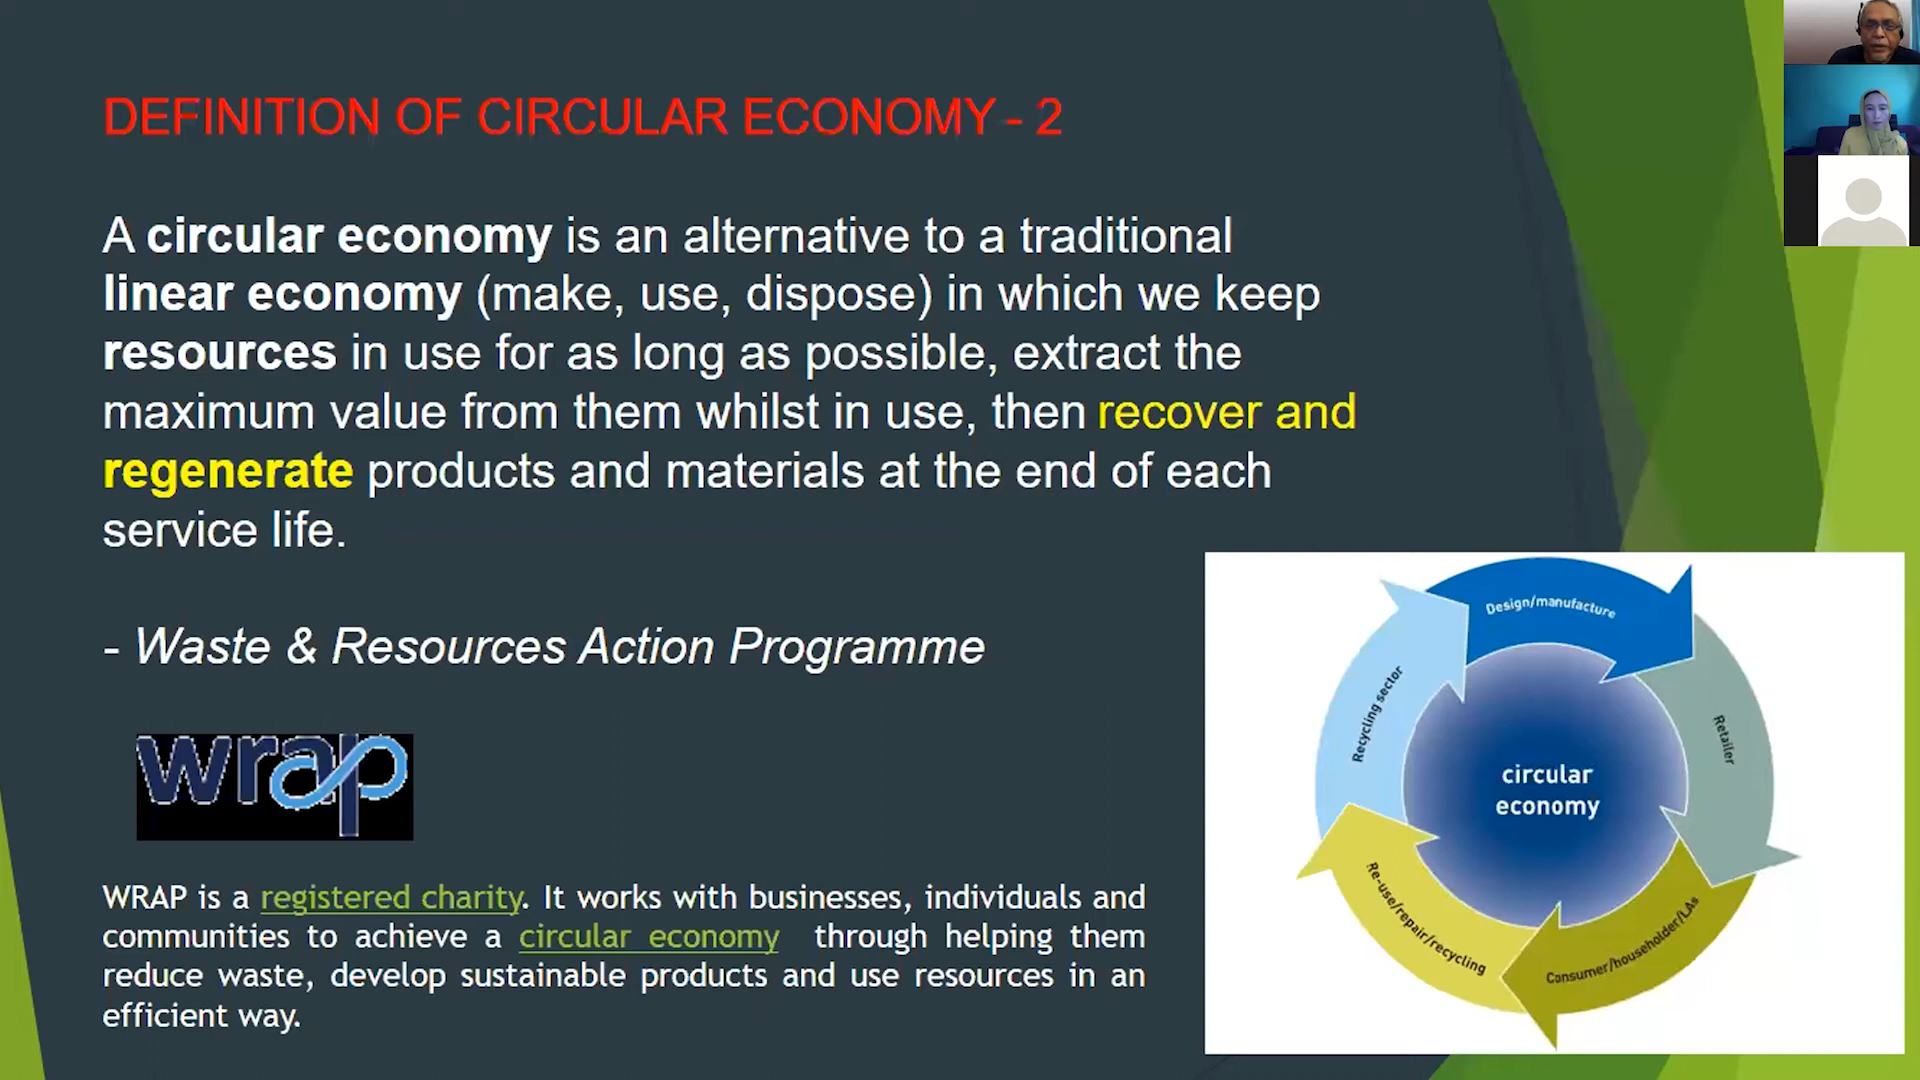 DEFINITION OF CIRCULAR ECONOMY - 2
A circular economy is an alternative to a traditional
linear economy (make, use, dispose) in which we keep
resources in use for as long as possible, extract the
maximum value from them whilst in use, then recover and
regenerate products and materials at the end of each
service life.
- Waste & Resources Action Programme
wrap
WRAP is a registered charity. It works with businesses, individuals and
communities to achieve a circular economy through helping them
reduce waste, develop sustainable products and use resources in an
efficient way.
Design/manufacture
Retailer
Consumer/householder/LAs
Re-use/repair/recycling
Recycling sector
circular
economy